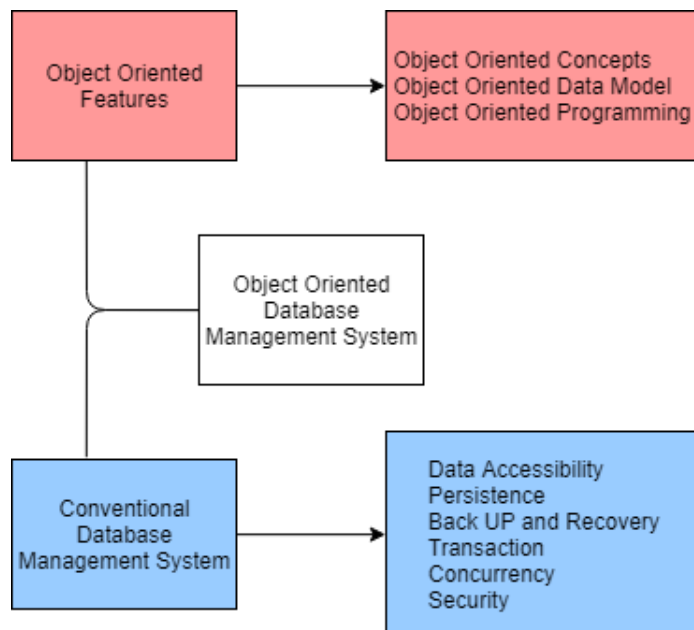 Object Oriented
Features
Object Oriented Concepts
Object Oriented Data Model
Object Oriented Programming
Object Oriented
Database
Management System
Conventional
Database
Management System
Data Accessibility
Persistence
Back UP and Recovery
Transaction
Concurrency
Security